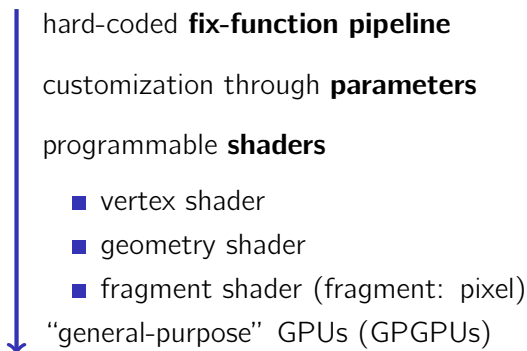 hard-coded fix-function pipeline
customization through parameters
programmable shaders
vertex shader
geometry shader
fragment shader (fragment: pixel)
“general-purpose” GPUs (GPGPUs)